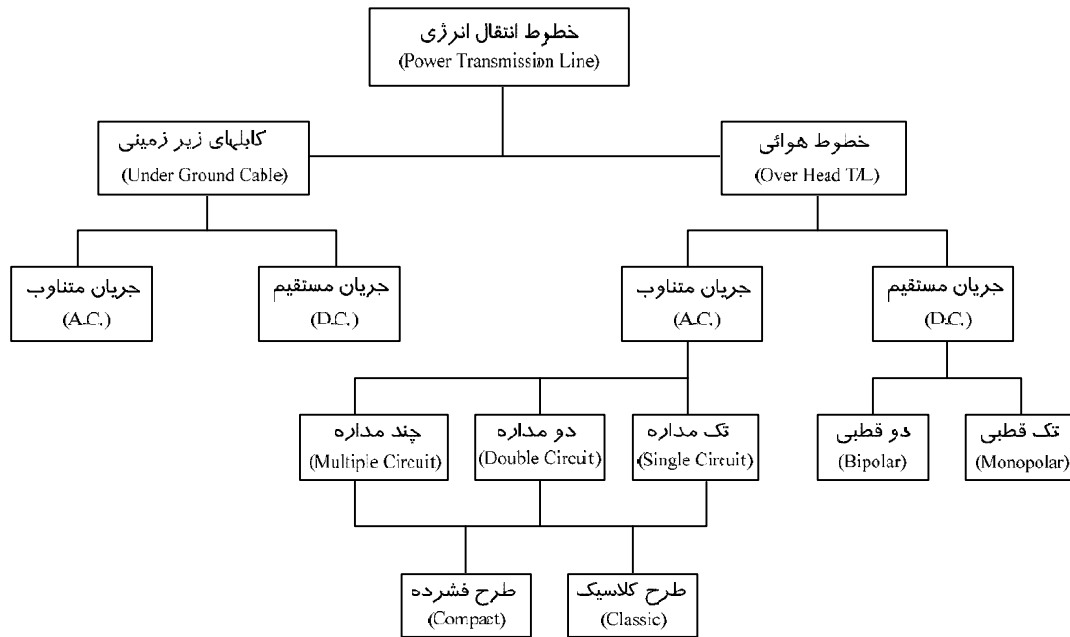 خطوط انتقال انرژی
(Power Transmission Line)
خطوط هوائی
(Over Head T/L)
کابلهای زیر زمینی
(Under Ground Cable)
جریان مستقیم
(D.C.)
جریان متناوب
(A.C.)
جریان مستقیم
(D.C.)
جریان متناوب
(A.C.)
تک قطبی
(Monopolar)
دو قطبی
(Bipolar)
تک مداره
(Single Circuit)
دو مداره
(Double Circuit)
چند مداره
(Multiple Circuit)
طرح کلاسیک
(Classic)
طرح فشرده
(Compact)